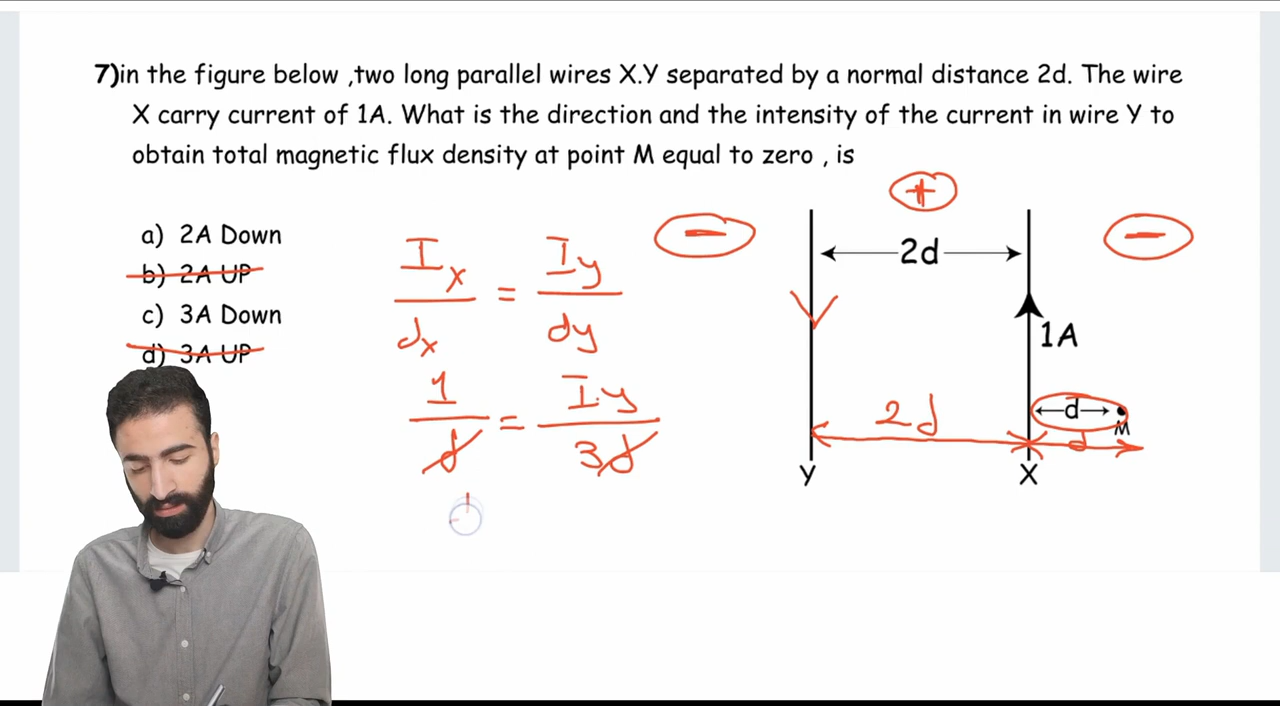 7)in the figure below ,two long parallel wires X.Y separated by a normal distance 2d. The wire
X carry current of 1A. What is the direction and the intensity of the current in wire Y to
obtain total magnetic flux density at point M equal to zero , is
a) 2A Down
b) 2A UP
c) 3A Down
d) 3A UP
Ix / dx = Iy / dy
1 / d = Iy / 3d
- + -
2d
1A
2d d M
d
Y X